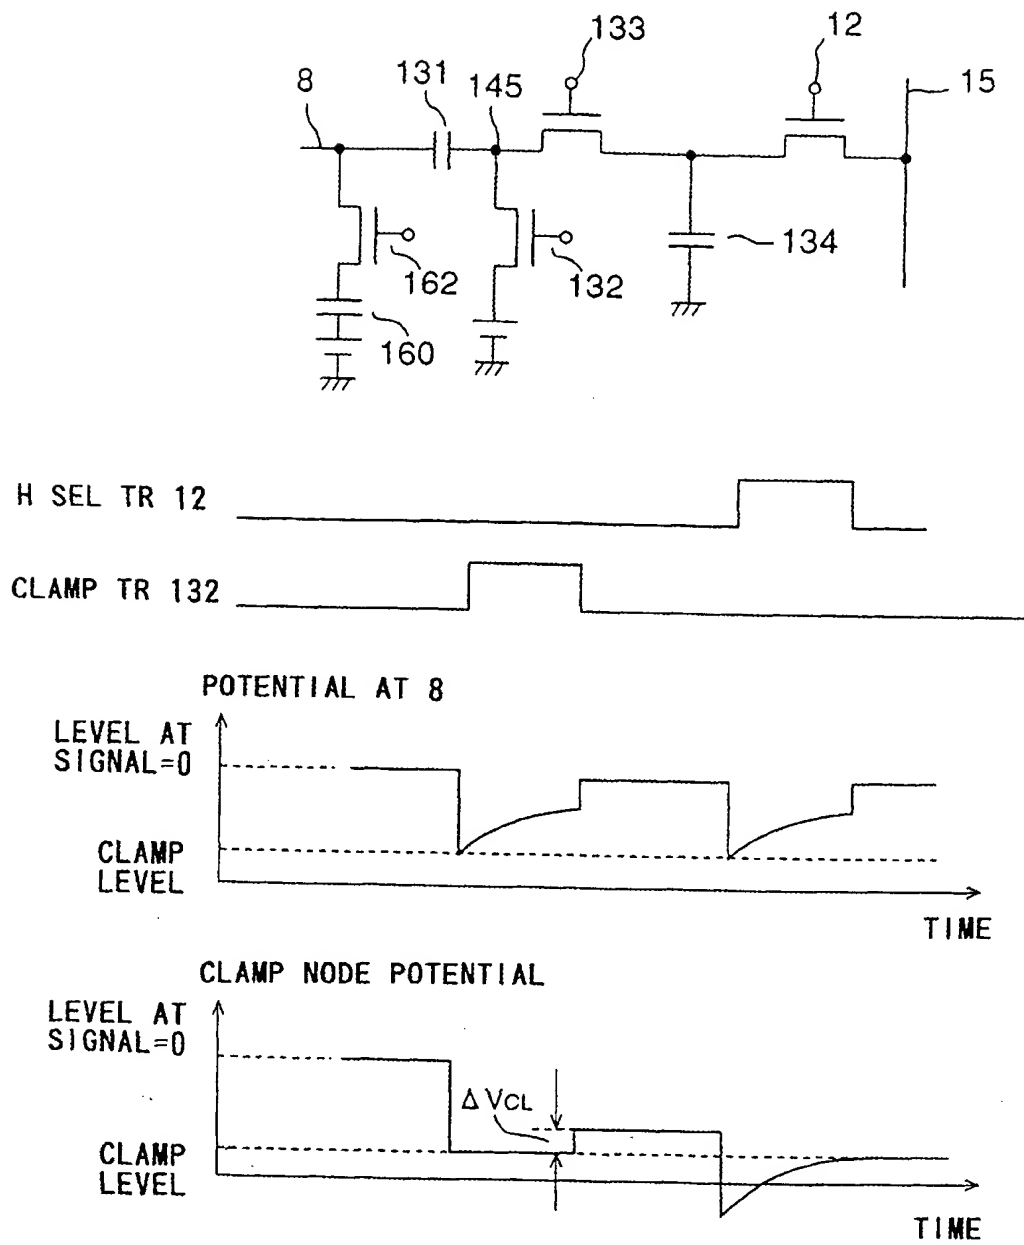 133
12
8
131
145
15
162
132
134
160
H SEL TR 12
CLAMP TR 132
POTENTIAL AT 8
LEVEL AT
SIGNAL=0
CLAMP
LEVEL
TIME
CLAMP NODE POTENTIAL
LEVEL AT
SIGNAL=0
Δ VCL
CLAMP
LEVEL
TIME